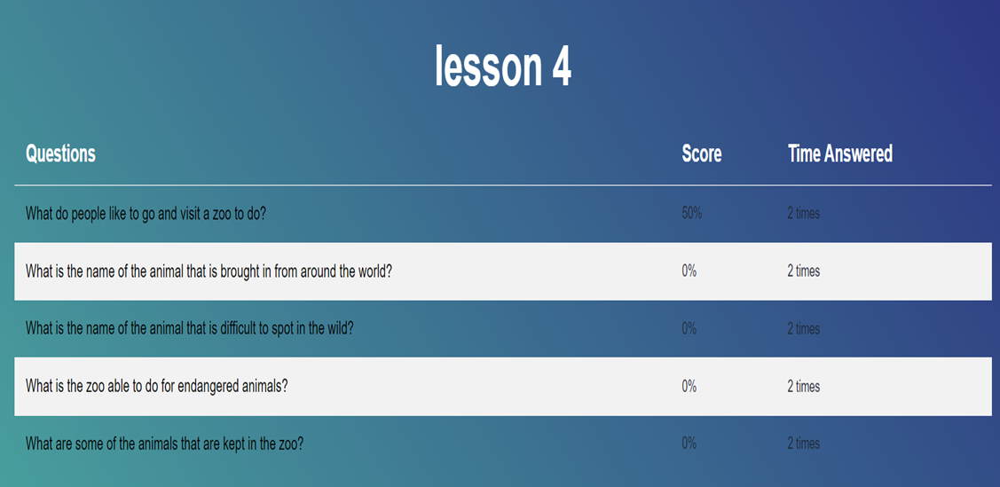 lesson 4
Questions Score Time Answered
What do people like to go and visit a zoo to do? 50% 2 times
What is the name of the animal that is brought in from around the world? 0% 2 times
What is the name of the animal that is difficult to spot in the wild? 0% 2 times
What is the zoo able to do for endangered animals? 0% 2 times
What are some of the animals that are kept in the zoo? 0% 2 times